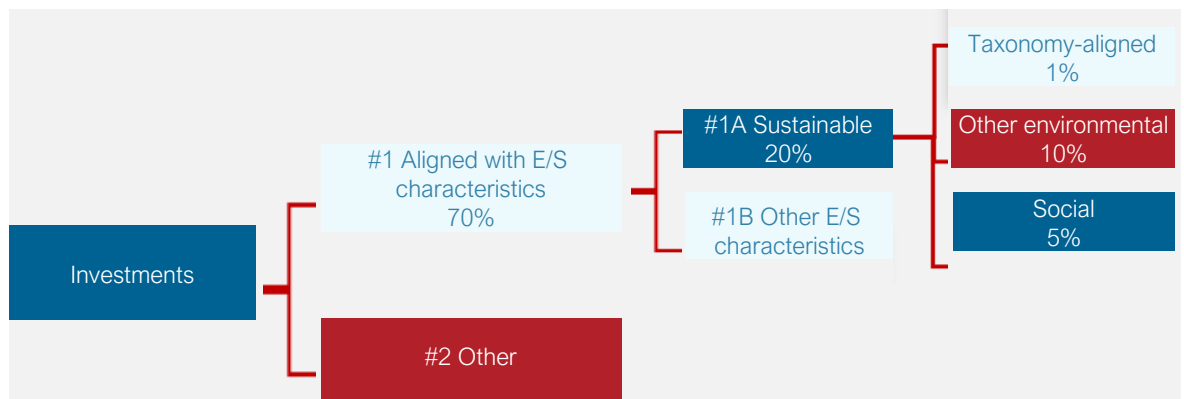 Investments
#1 Aligned with E/S
characteristics
70%
#2 Other
#1A Sustainable
20%
#1B Other E/S
characteristics
Taxonomy-aligned
1%
Other environmental
10%
Social
5%